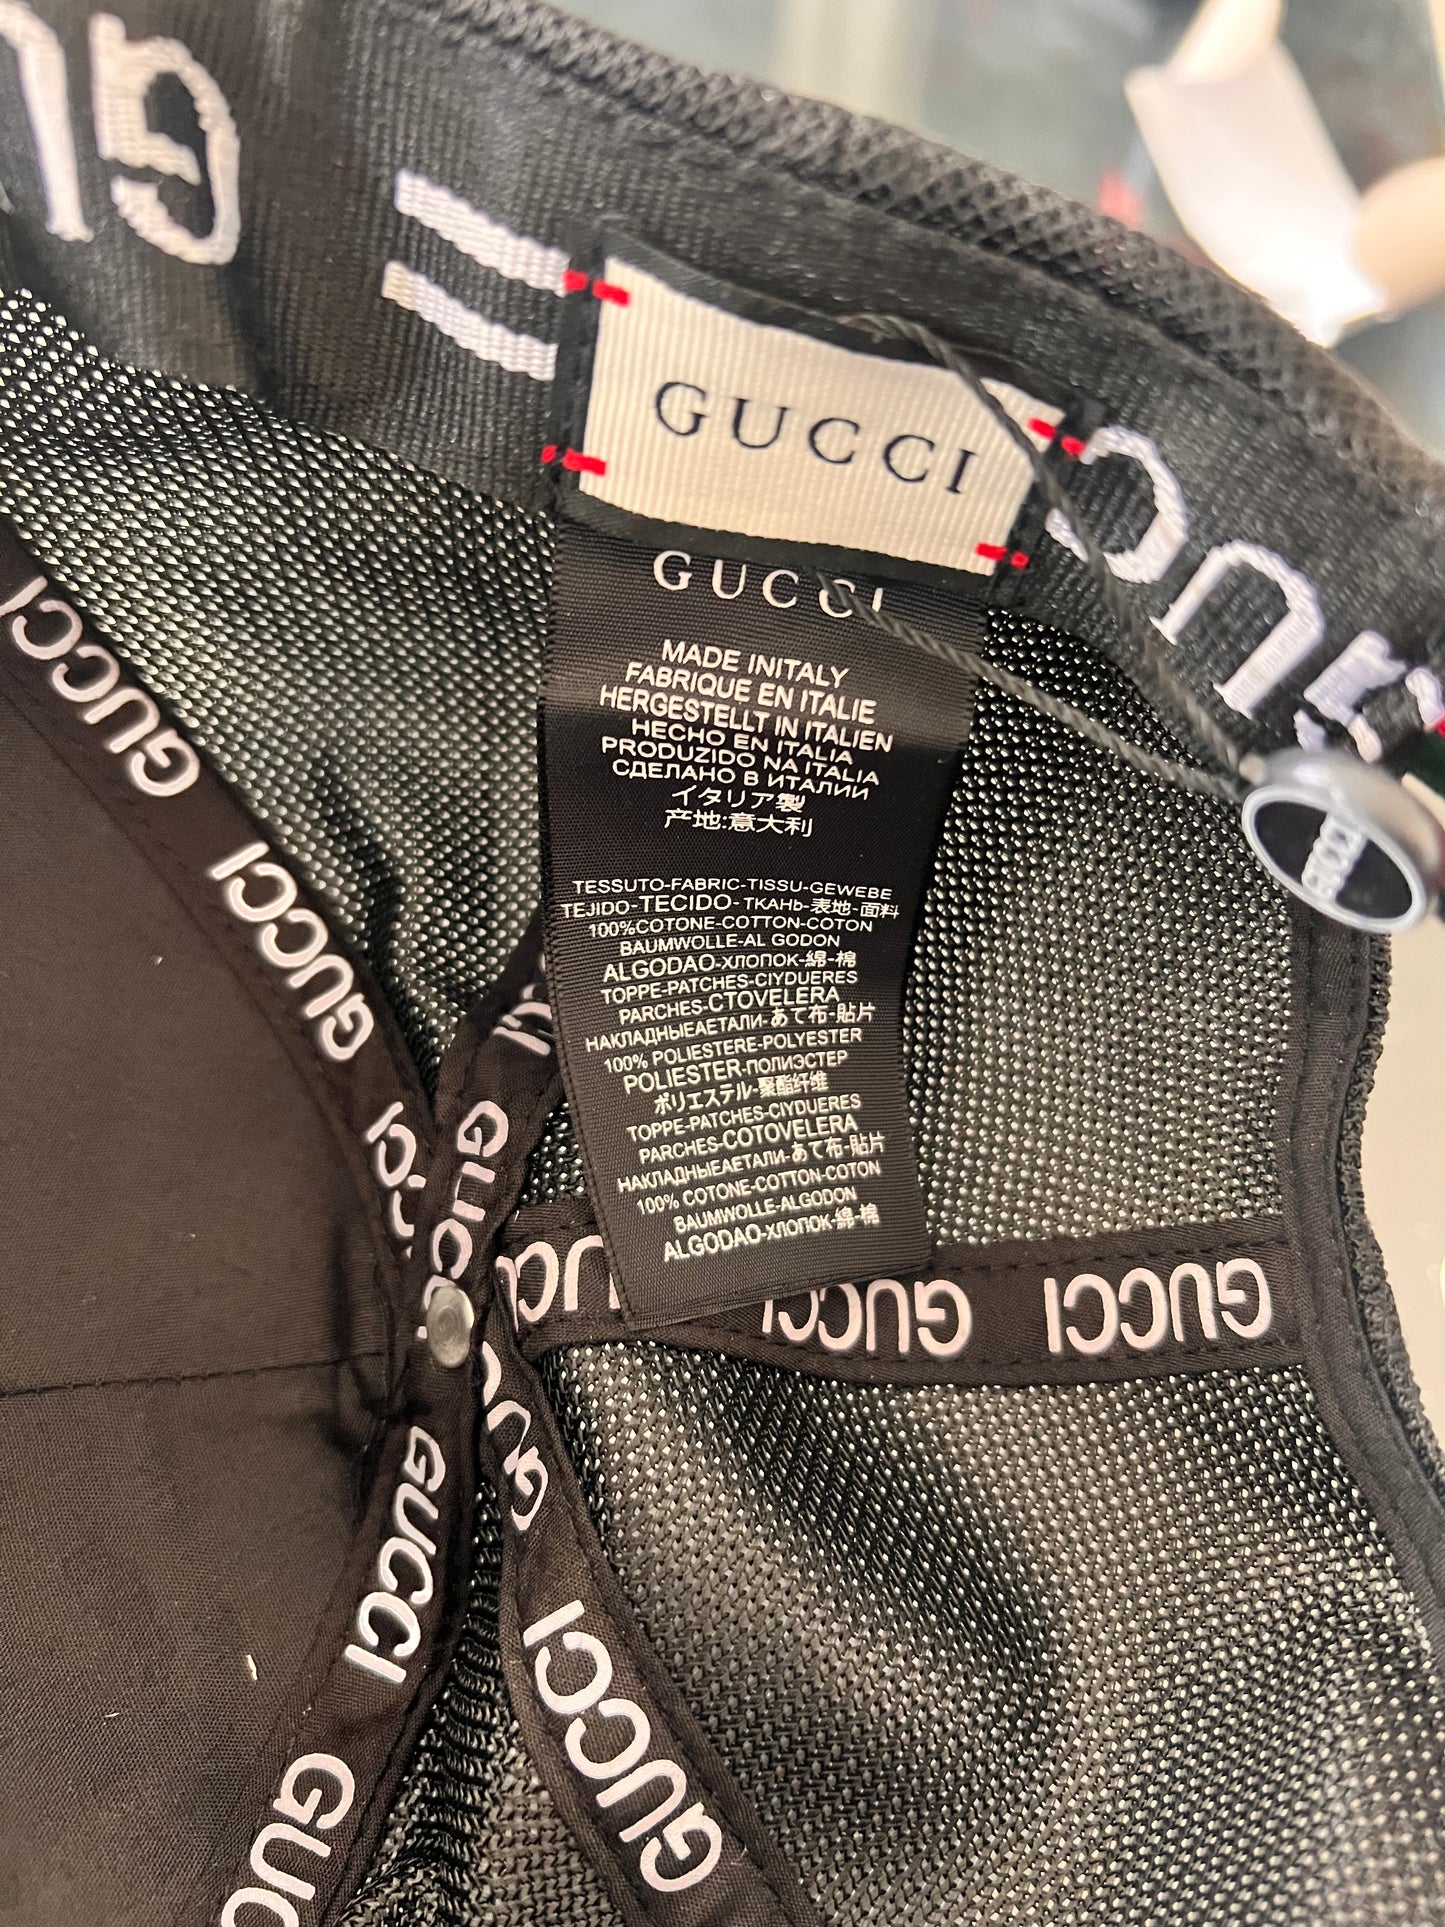 GUCCI
GUCCI
MADE INITALY
FABRIQUE EN ITALIE
HERGESTELLT IN ITALIEN
HECHO EN ITALIA
PRODUZIDO NA ITALIA
СДЕЛАНО В ИТАЛИИ
イタリア製
产地:意大利
TESSUTO-FABRIC-TISSU-GEWEBE
TEJIDO-TECIDO-ТКАНЬ-表地-面料
100%COTONE-COTTON-COTON
BAUMWOLLE-AL GODON
ALGODAO-ХЛОПОК-綿-棉
TOPPE-PATCHES-CIYDUERES
PARCHES-CTOVELERA
НАКЛАДНЫЕАЕТАЛИ-あて布-貼片
100% POLIESTERE-POLYESTER
POLIESTER-ПОЛИЭСТЕР
ポリエステル-聚酯纤维
TOPPE-PATCHES-CIYDUERES
PARCHES-COTOVELERA
НАКЛАДНЫЕАЕТАЛИ-あて布-貼片
100% COTONE-COTTON-COTON
BAUMWOLLE-ALGODON
ALGODAO-ХЛОПОК-綿-棉
GUCCI
GUCCI
GUCCI
GUCCI
GUCCI
GUCCI
GUCCI
GUCCI
GUCCI
GUCCI